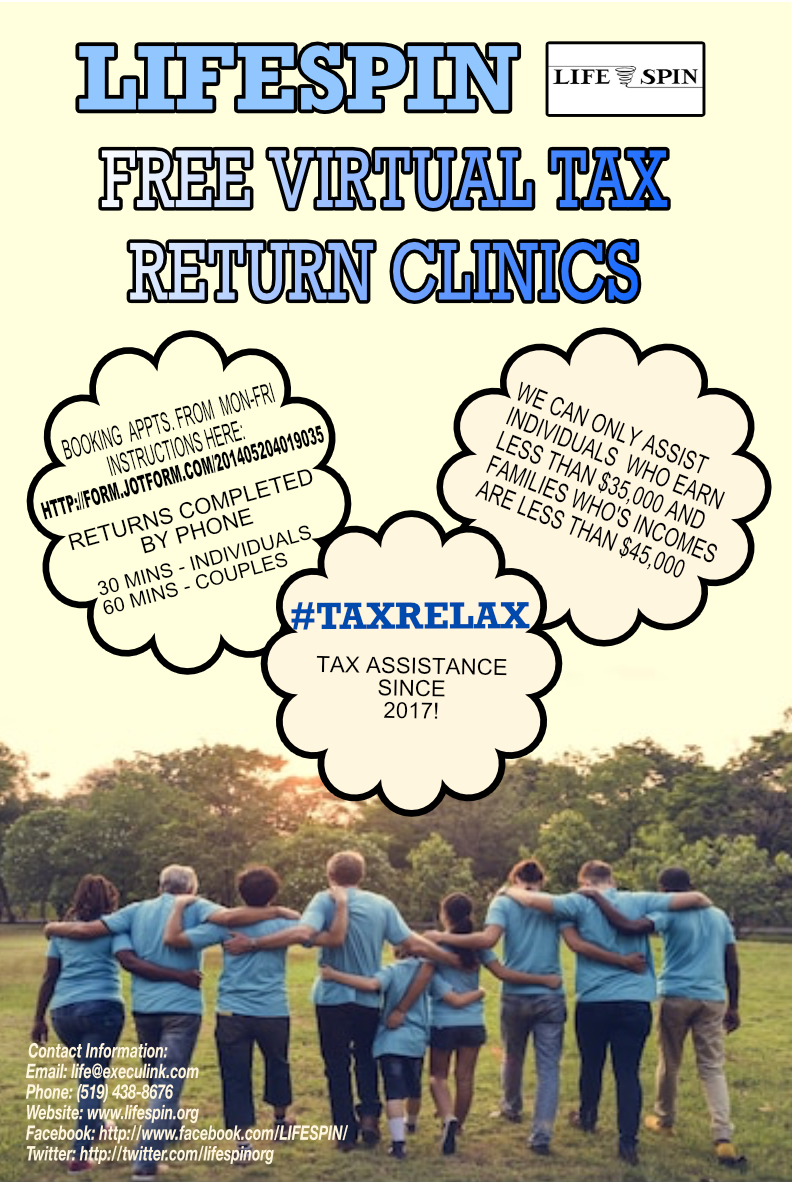 LIFESPIN
LIFE SPIN
FREE VIRTUAL TAX
RETURN CLINICS
BOOKING APPTS. FROM MON-FRI
INSTRUCTIONS HERE:
HTTP://FORM.JOTFORM.COM/201405204019035
RETURNS COMPLETED
BY PHONE
30 MINS - INDIVIDUALS
60 MINS - COUPLES
WE CAN ONLY ASSIST
INDIVIDUALS WHO EARN
LESS THAN $35,000 AND
FAMILIES WHO'S INCOMES
ARE LESS THAN $45,000
#TAXRELAX
TAX ASSISTANCE
SINCE
2017!
Contact Information:
Email: life@execulink.com
Phone: (519) 438-8676
Website: www.lifespin.org
Facebook: http://www.facebook.com/LIFESPIN/
Twitter: http://twitter.com/lifespinorg